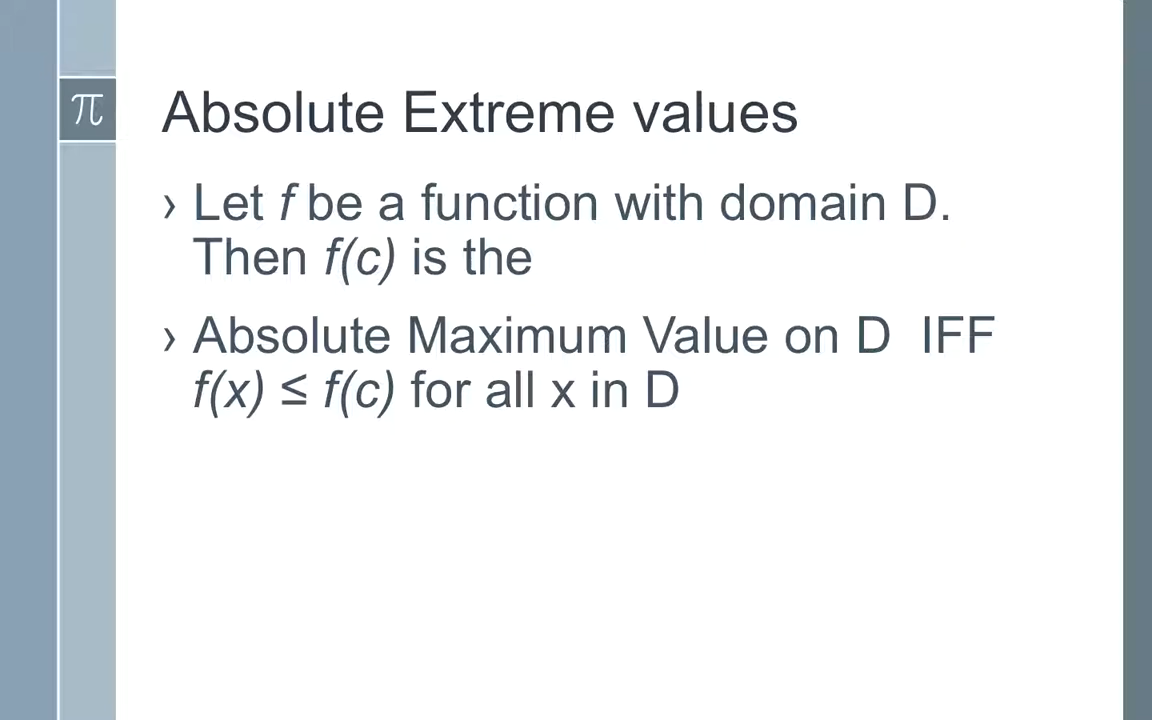 π
Absolute Extreme values
› Let f be a function with domain D.
Then f(c) is the
› Absolute Maximum Value on D IFF
f(x) ≤ f(c) for all x in D